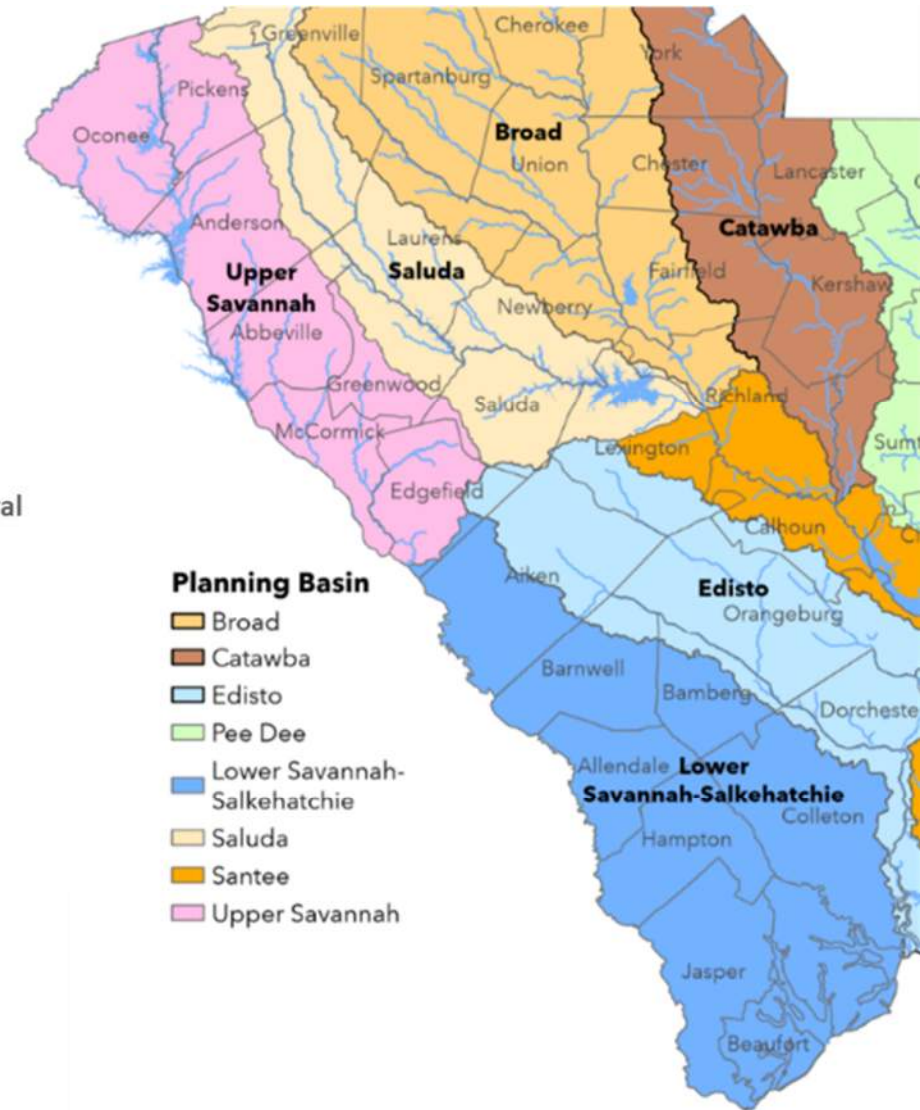 Greenville
Cherokee
York
Pickens
Spartanburg
Oconee
Broad
Union
Chester
Lancaster
Anderson
Laurens
Catawba
Upper
Savannah
Saluda
Fairfield
Kershaw
Newberry
Abbeville
Greenwood
Saluda
Richland
McCormick
Lexington
Sumt
Edgefield
al
Calhoun
Cl
Aiken
Edisto
Orangeburg
Barnwell
Bamberg
Dorcheste
Allendale
Lower
Savannah-Salkehatchie
Colleton
Hampton
Jasper
Beaufort
Planning Basin
Broad
Catawba
Edisto
Pee Dee
Lower Savannah-
Salkehatchie
Saluda
Santee
Upper Savannah